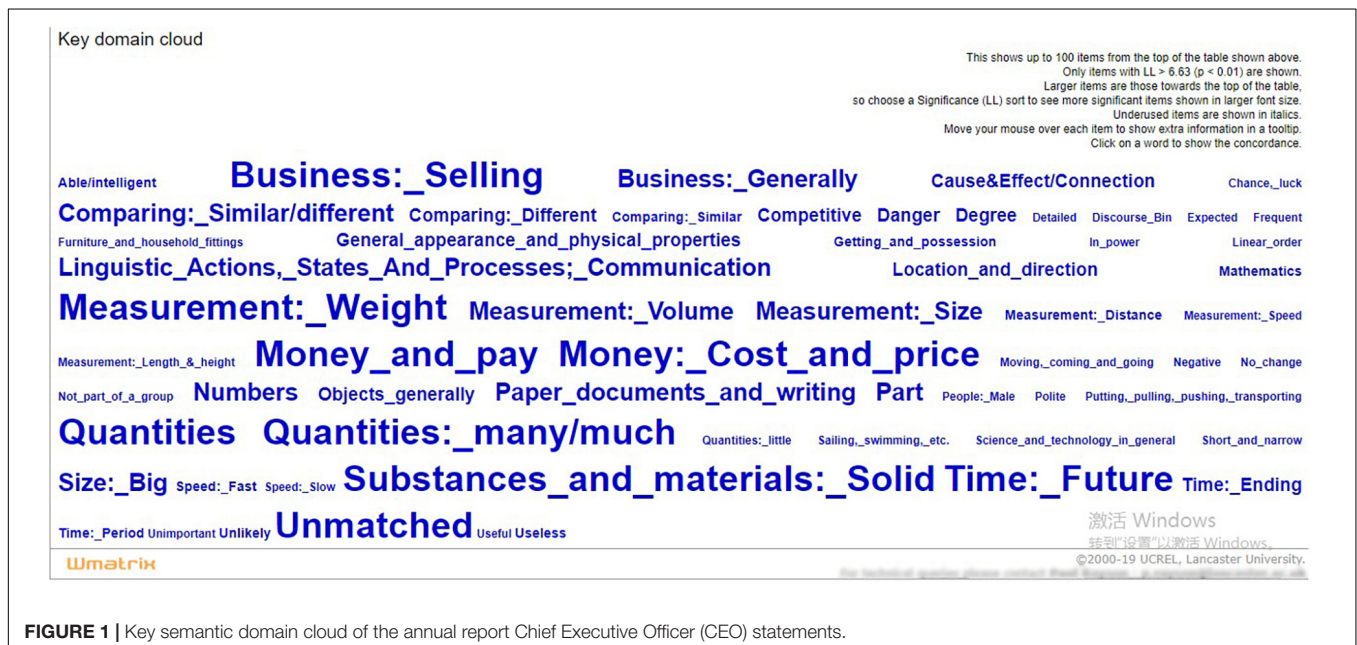 Key domain cloud
This shows up to 100 items from the top of the table shown above.
Only items with LL > 6.63 (p < 0.01) are shown.
Larger items are those towards the top of the table,
so choose a Significance (LL) sort to see more significant items shown in larger font size.
Underused items are shown in italics.
Move your mouse over each item to show extra information in a tooltip.
Click on a word to show the concordance.
Able/intelligent Business:_Selling Business:_Generally Cause&Effect/Connection Chance,_luck
Comparing:_Similar/different Comparing:_Different Comparing:_Similar Competitive Danger Degree Detailed Discourse_Bin Expected Frequent
Furniture_and_household_fittings General_appearance_and_physical_properties Getting_and_possession In_power Linear_order
Linguistic_Actions,_States_And_Processes;_Communication Location_and_direction Mathematics
Measurement:_Weight Measurement:_Volume Measurement:_Size Measurement:_Distance Measurement:_Speed
Measurement:_Length_&_height Money_and_pay Money:_Cost_and_price Moving,_coming_and_going Negative No_change
Not_part_of_a_group Numbers Objects_generally Paper_documents_and_writing Part People:_Male Polite Putting,_pulling,_pushing,_transporting
Quantities Quantities:_many/much Quantities:_little Sailing,_swimming,_etc. Science_and_technology_in_general Short_and_narrow
Size:_Big Speed:_Fast Speed:_Slow Substances_and_materials:_Solid Time:_Future Time:_Ending
Time:_Period Unimportant Unlikely Unmatched Useful Useless
激活 Windows
转到"设置"以激活 Windows。
Wmatrix
©2000-19 UCREL, Lancaster University.
FIGURE 1 | Key semantic domain cloud of the annual report Chief Executive Officer (CEO) statements.